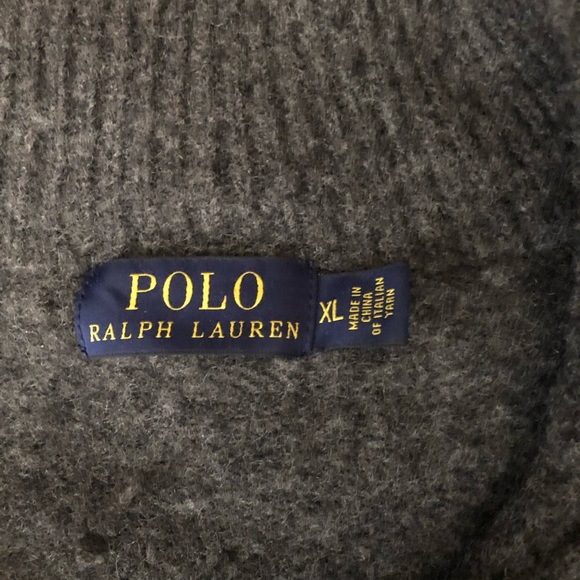 POLO
RALPH LAUREN
XL
MADE IN
CHINA
OF ITALIAN
YARN